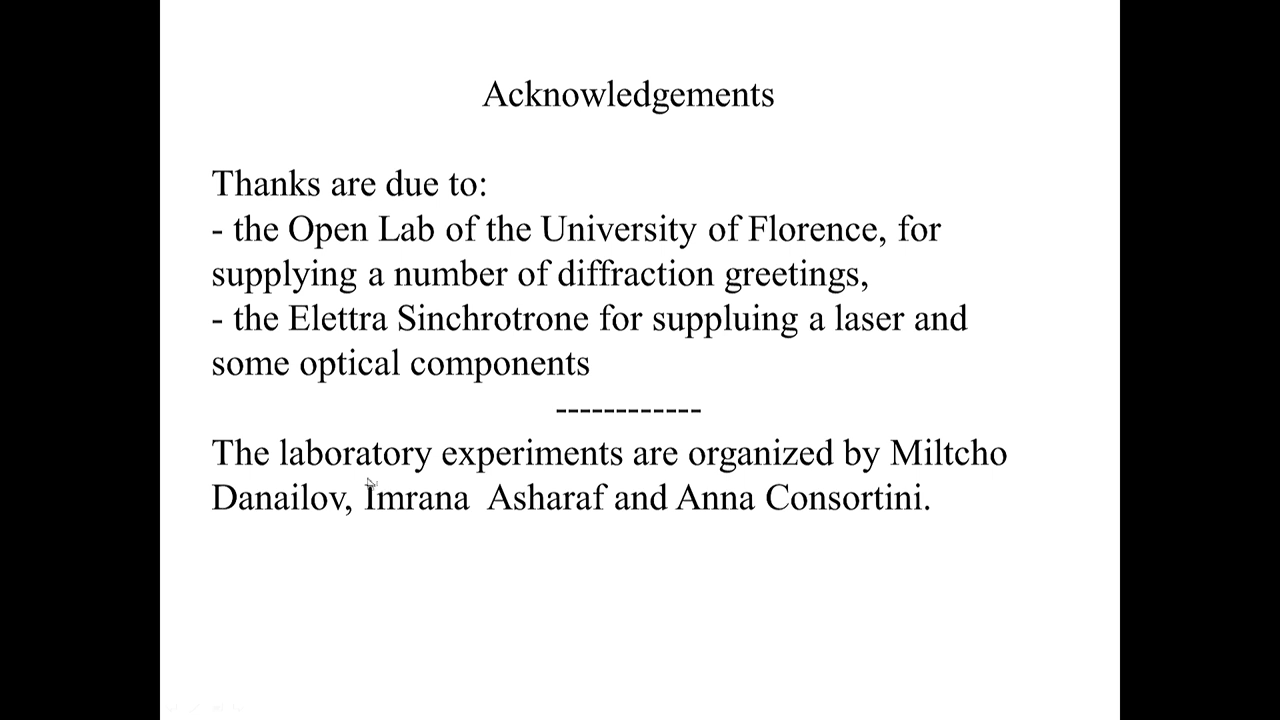 Acknowledgements
Thanks are due to:
- the Open Lab of the University of Florence, for
supplying a number of diffraction greetings,
- the Elettra Sinchrotrone for suppluing a laser and
some optical components
------------
The laboratory experiments are organized by Miltcho
Danailov, Imrana  Asharaf and Anna Consortini.